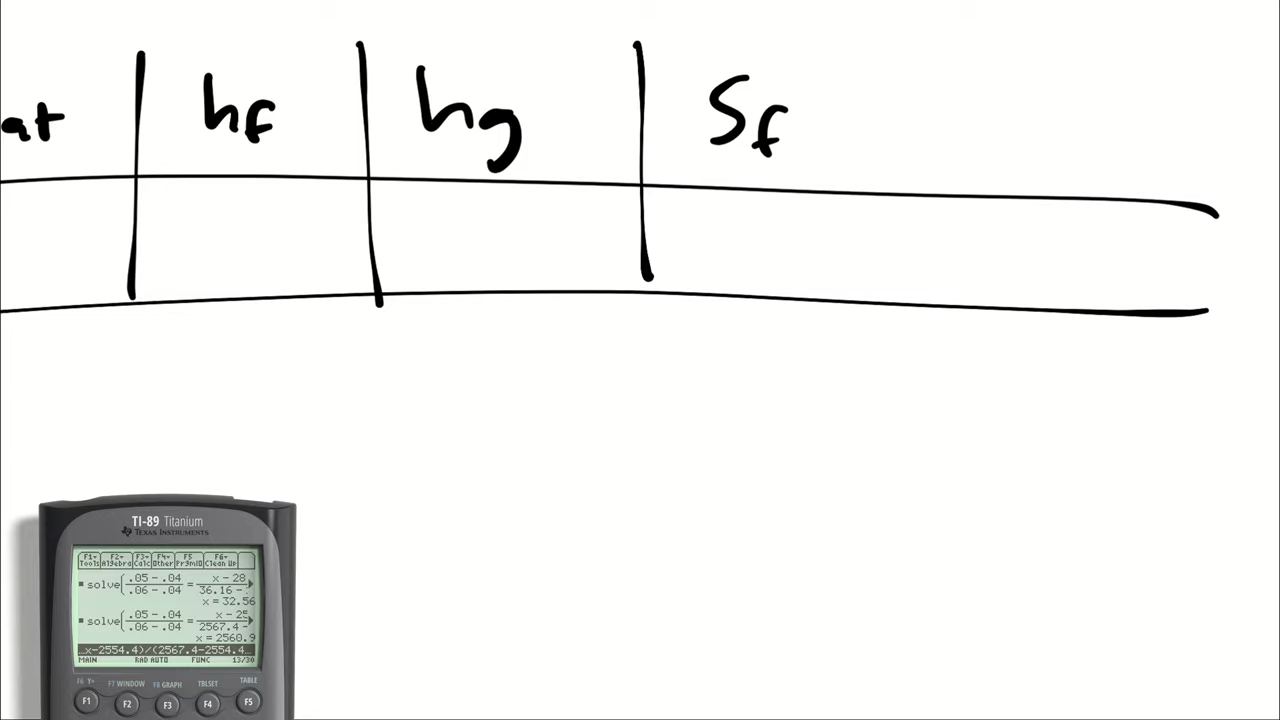 at hf hg Sf
TI-89 Titanium
TEXAS INSTRUMENTS
F1 F2 F3 F4 F5 F6
Tools Algebra Calc Other PrgmIO Clean Up
solve( .05 - .04 / .06 - .04 = x - 28 / 36.16 -
x = 32.56
solve( .05 - .04 / .06 - .04 = x - 25 / 2567.4 -
x = 2560.9
…x-2554.4)/(2567.4-2554.4…
MAIN RAD AUTO FUNC 13/30
F6 Y= F7 WINDOW F8 GRAPH TBLSET TABLE
F1 F2 F3 F4 F5